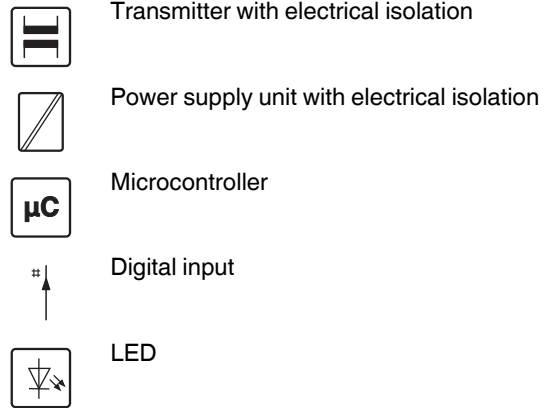 Transmitter with electrical isolation
Power supply unit with electrical isolation
µC
Microcontroller
#
Digital input
LED